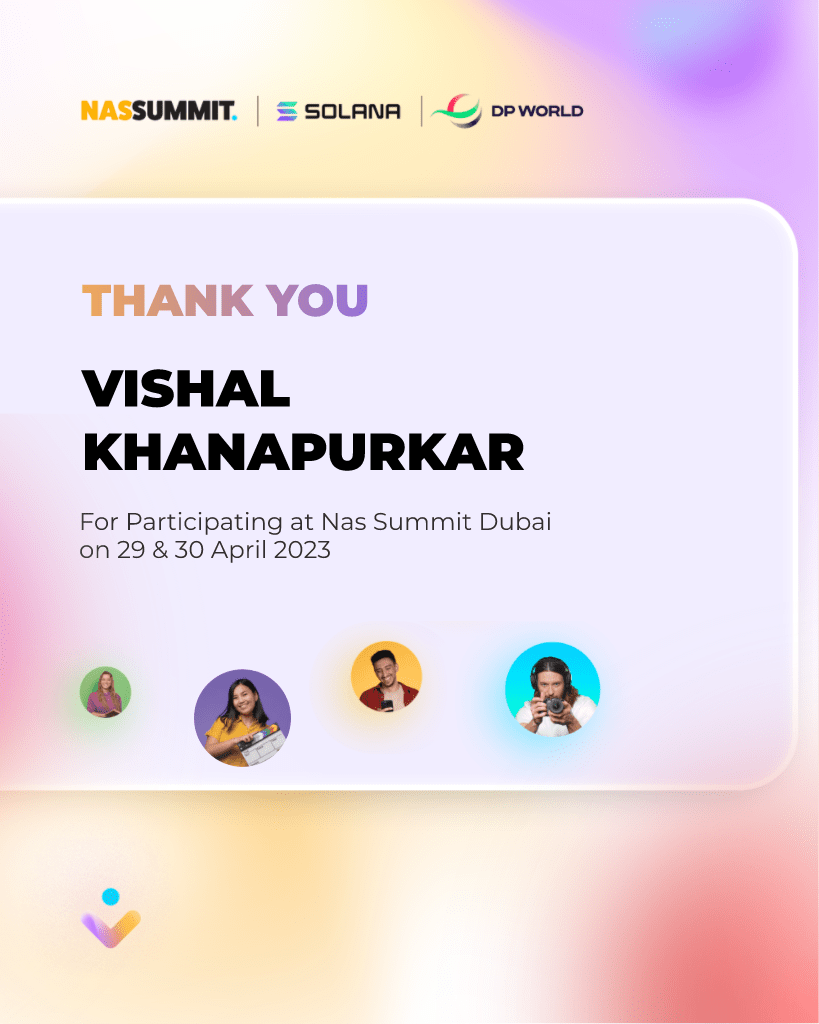 NASSUMMIT. | SOLANA | DP WORLD
THANK YOU
VISHAL
KHANAPURKAR
For Participating at Nas Summit Dubai
on 29 & 30 April 2023